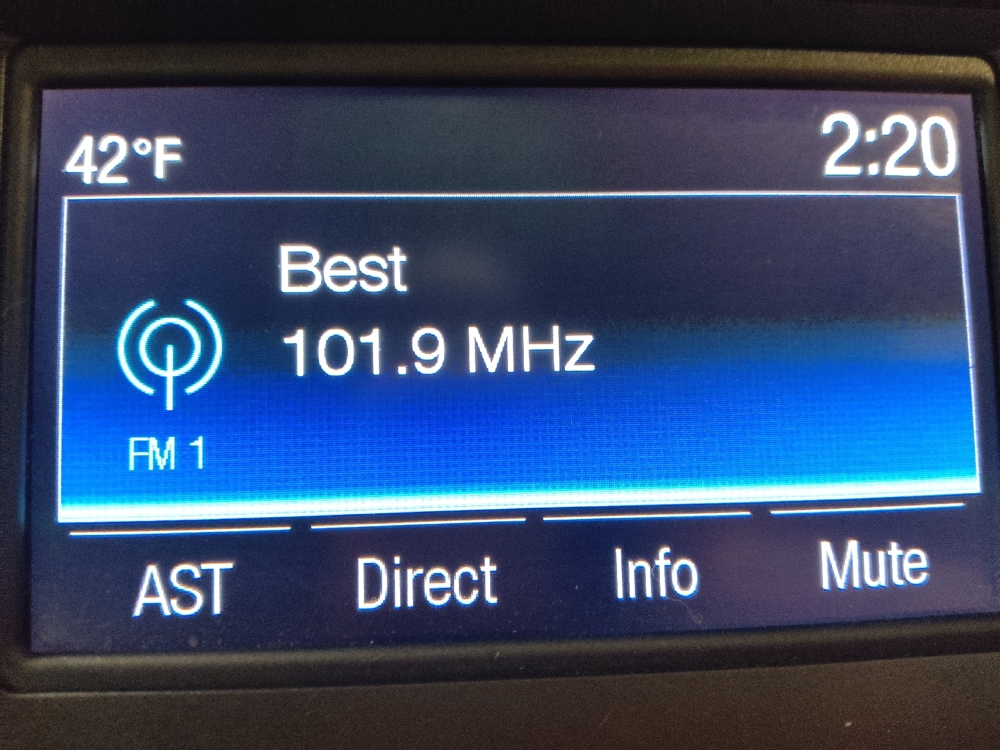 42°F 2:20
Best
101.9 MHz
FM 1
AST Direct Info Mute